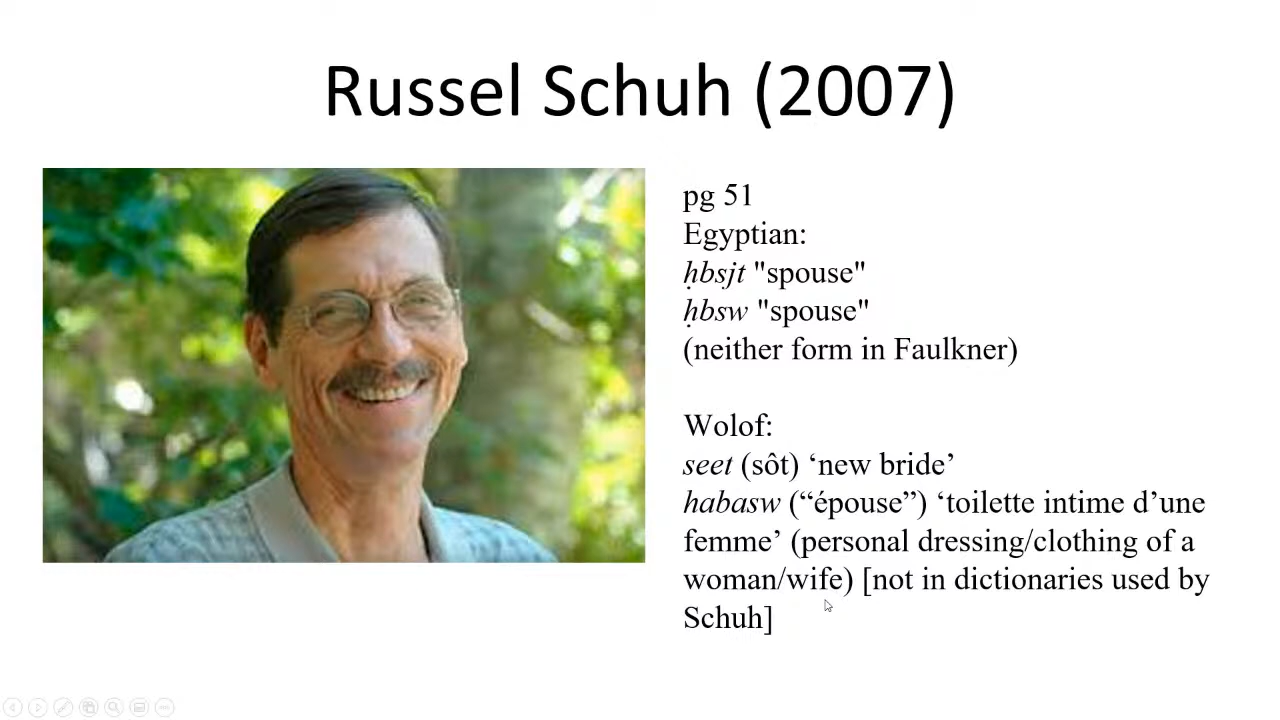 Russel Schuh (2007)
pg 51
Egyptian:
ḥbsjt "spouse"
ḥbsw "spouse"
(neither form in Faulkner)
Wolof:
seet (sôt) ‘new bride’
habasw (“épouse”) ‘toilette intime d’une
femme’ (personal dressing/clothing of a
woman/wife) [not in dictionaries used by
Schuh]